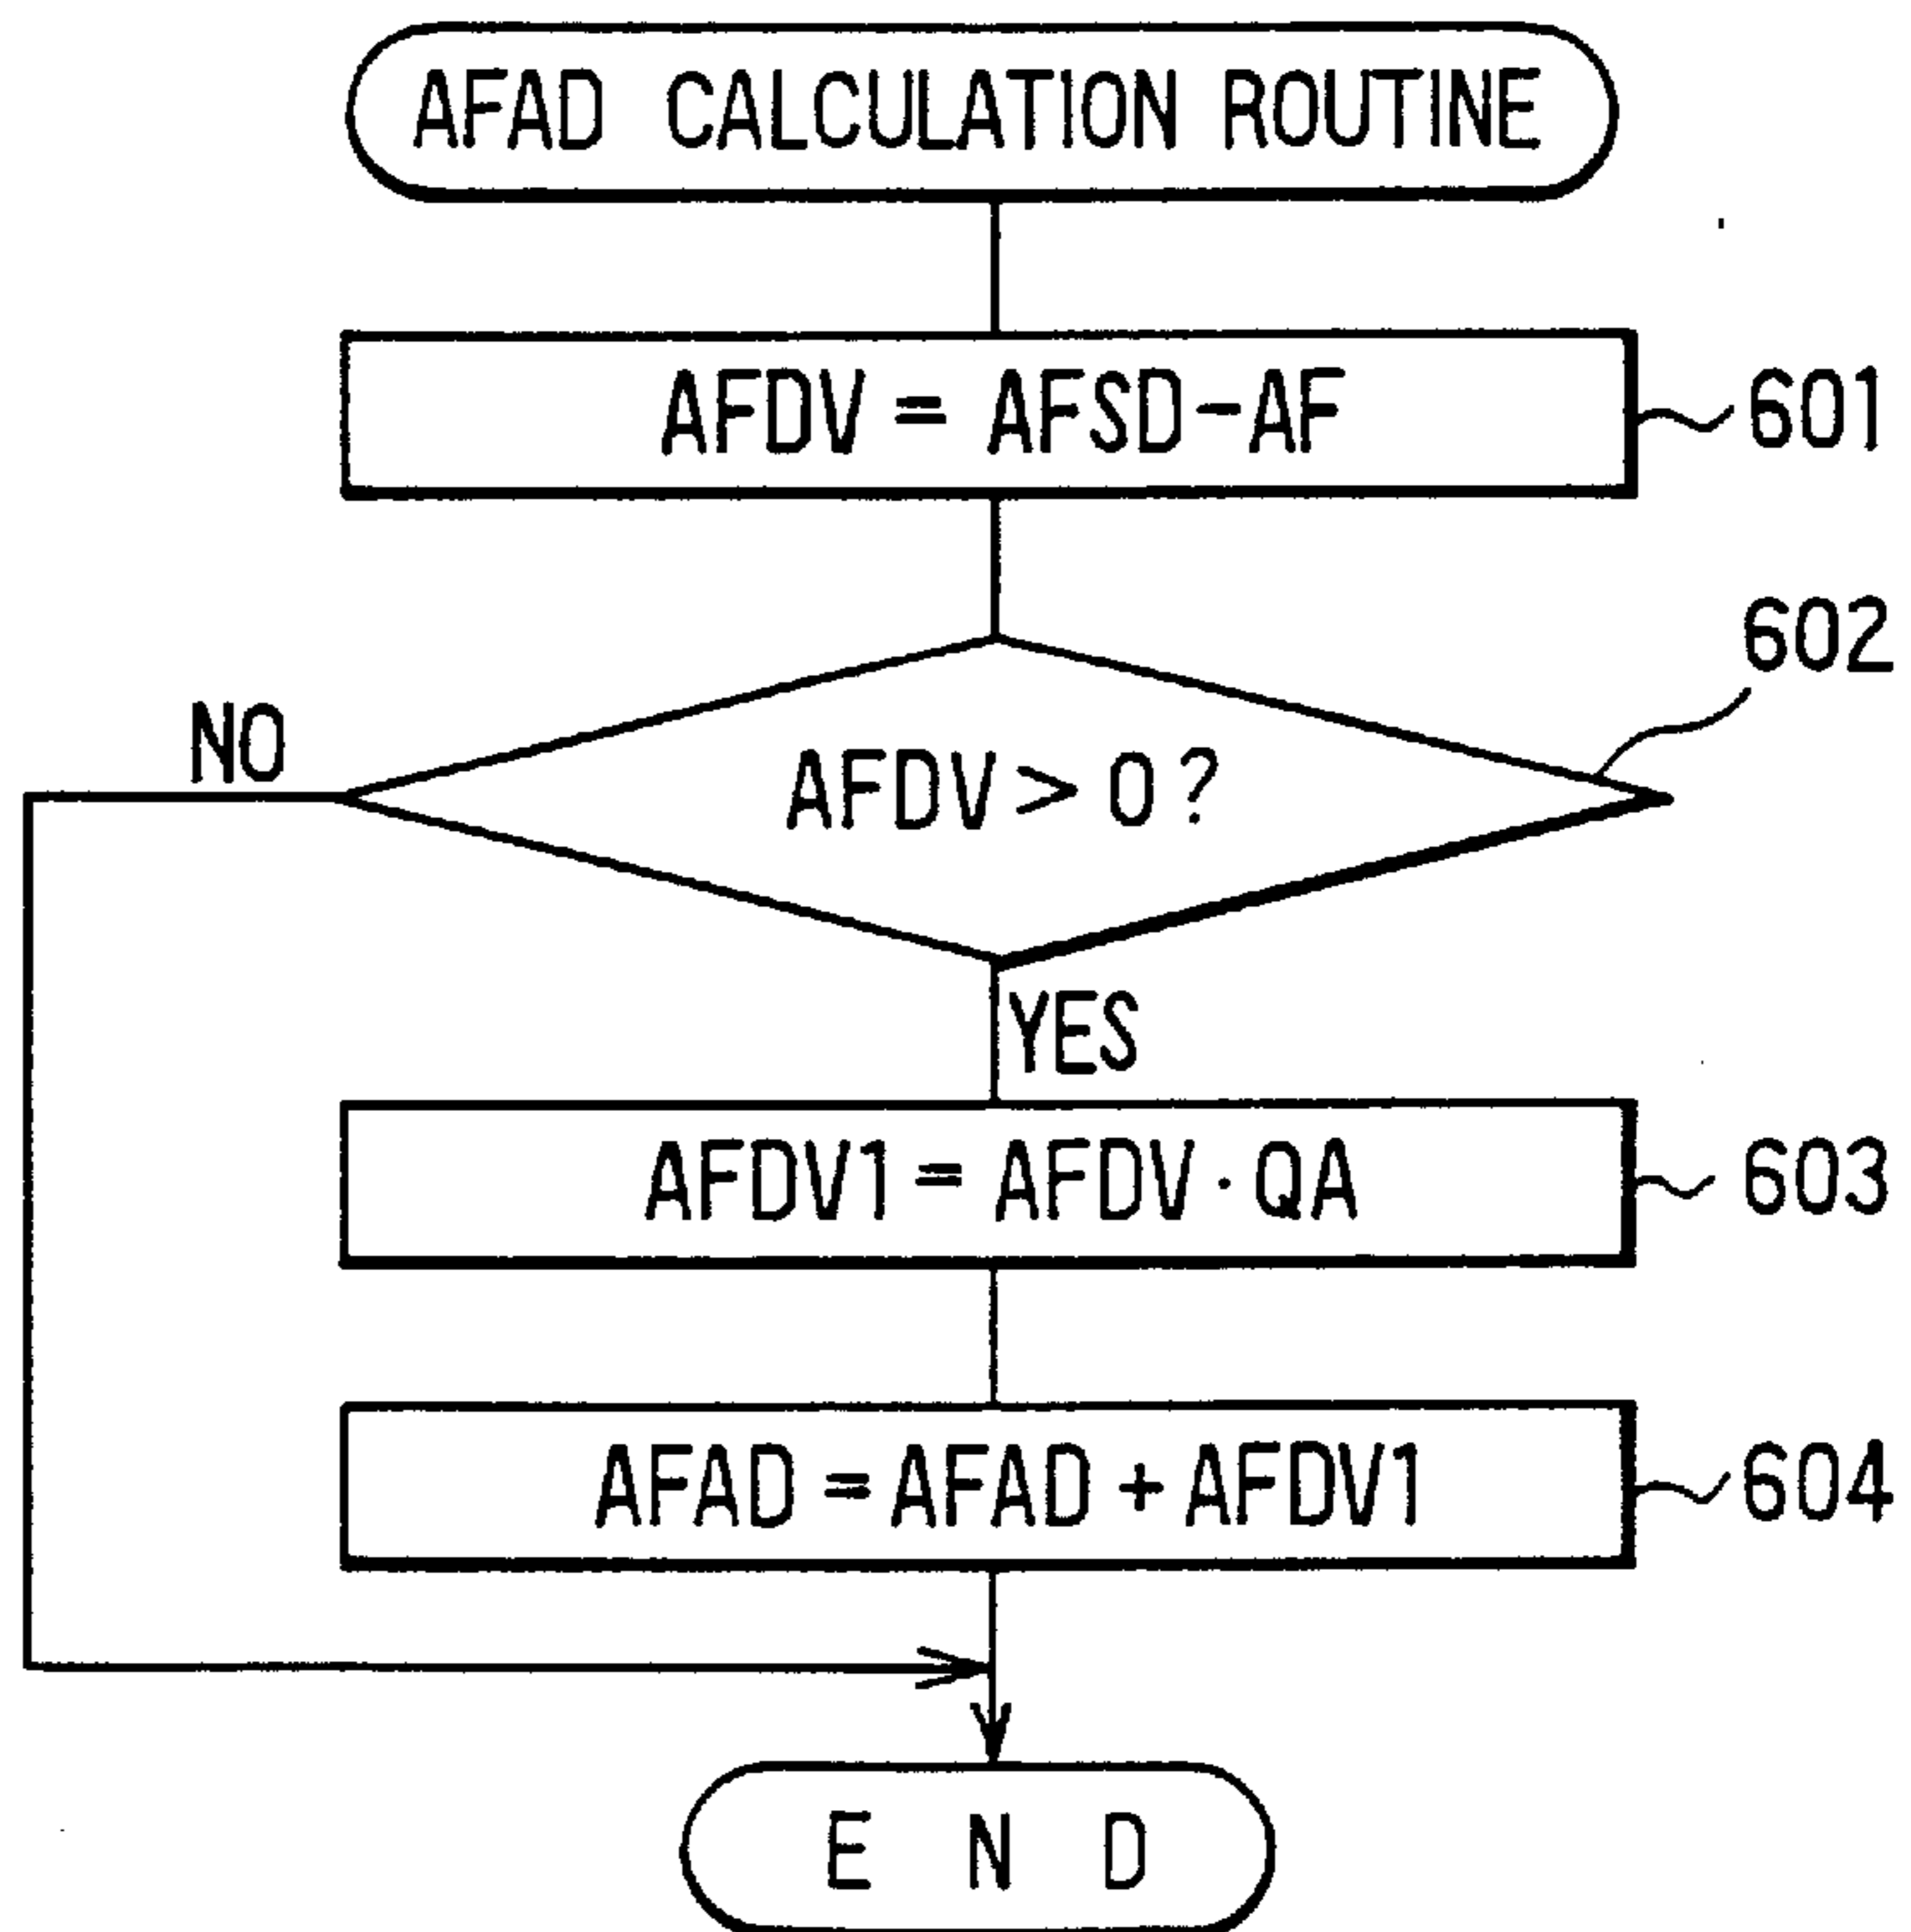 AFAD CALCULATION ROUTINE
AFDV = AFSD-AF
601
602
NO
AFDV > 0 ?
YES
AFDV1 = AFDV · QA
603
AFAD = AFAD + AFDV1
604
E N D